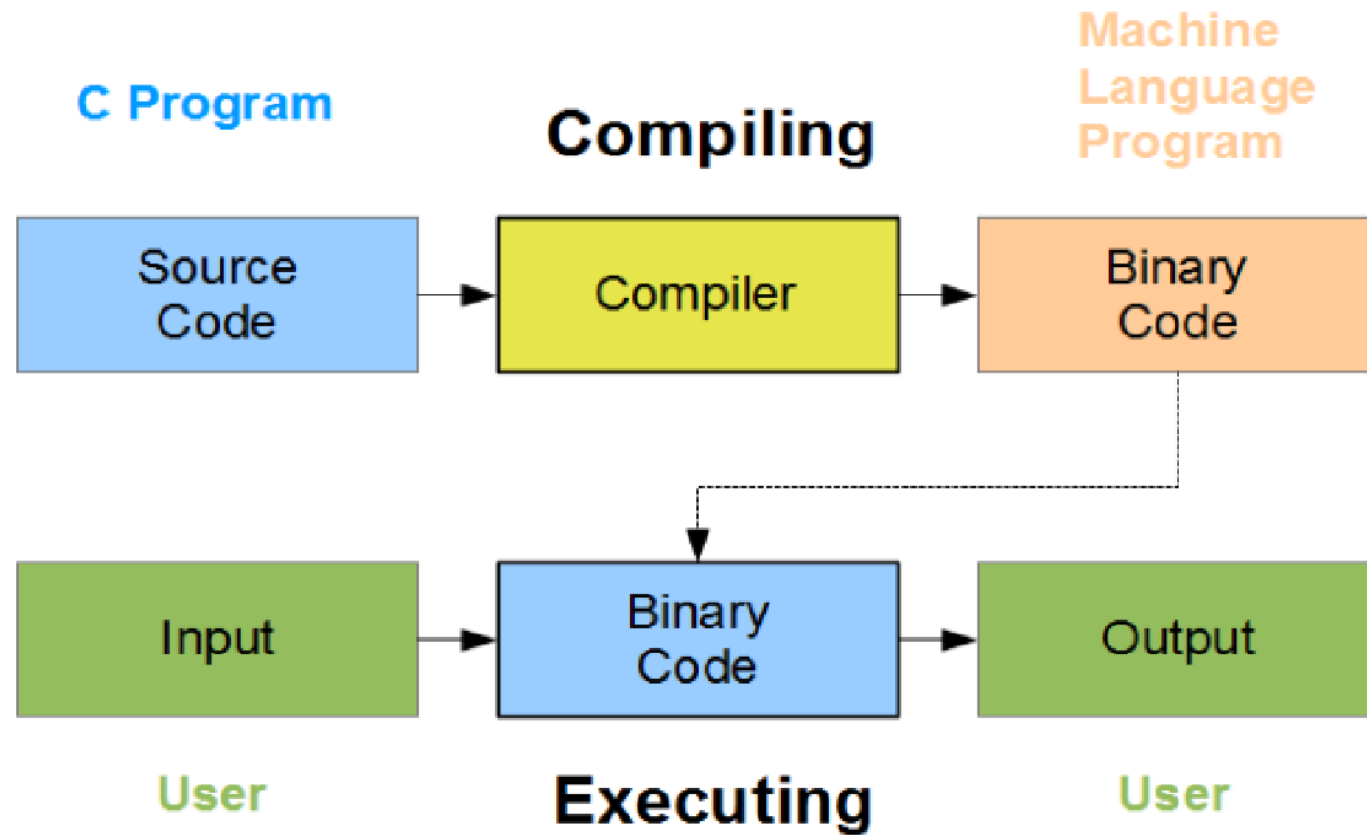 C Program
Compiling
Machine
Language
Program
Source
Code
Compiler
Binary
Code
Input
Binary
Code
Output
User
Executing
User